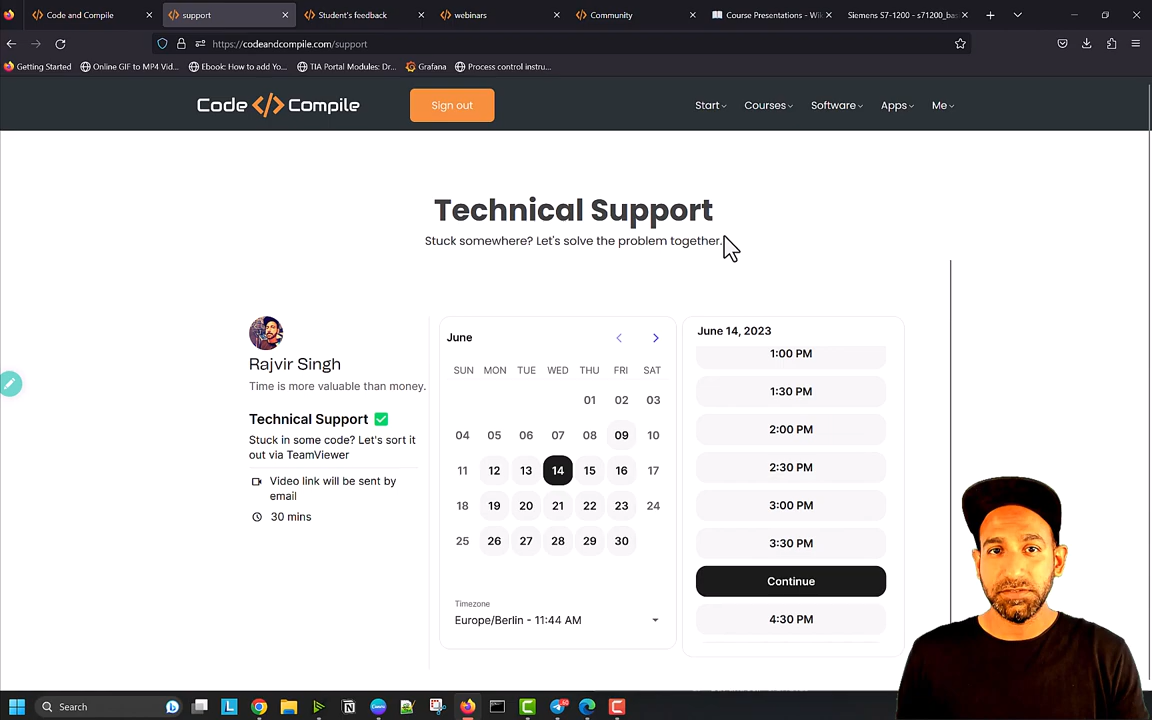 Code and Compile
support
Student's feedback
webinars
Community
Course Presentations - Wi
Siemens S7-1200 - s71200_ba
https://codeandcompile.com/support
Getting Started
Online GIF to MP4 Vid...
Ebook: How to add Yo...
TIA Portal Modules: Dr...
Grafana
Process control instru...
Code </> Compile
Sign out
Start
Courses
Software
Apps
Me
Technical Support
Stuck somewhere? Let's solve the problem together.
Rajvir Singh
Time is more valuable than money.
Technical Support ✅
Stuck in some code? Let's sort it
out via TeamViewer
Video link will be sent by
email
30 mins
June
SUN MON TUE WED THU FRI SAT
01 02 03
04 05 06 07 08 09 10
11 12 13 14 15 16 17
18 19 20 21 22 23 24
25 26 27 28 29 30
Timezone
Europe/Berlin - 11:44 AM
June 14, 2023
1:00 PM
1:30 PM
2:00 PM
2:30 PM
3:00 PM
3:30 PM
Continue
4:30 PM
Search